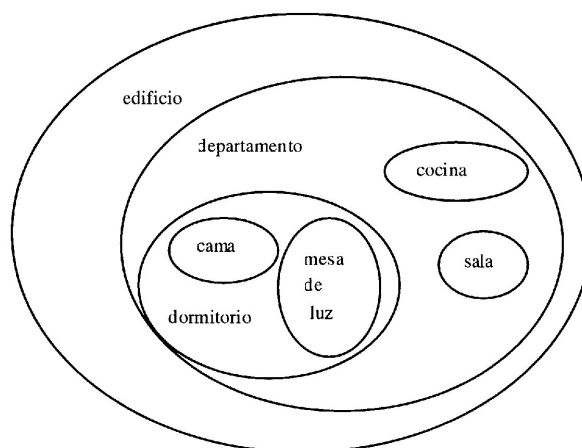 edificio
departamento
cocina
cama
mesa
de
luz
sala
dormitorio